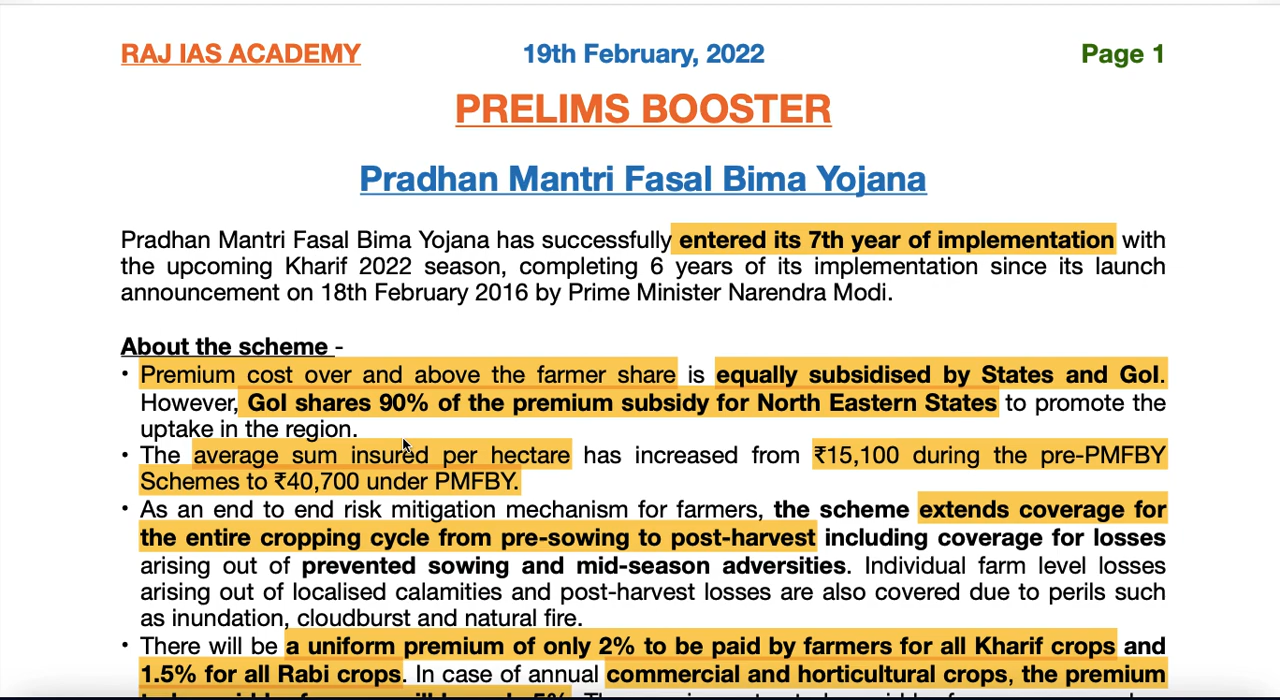 RAJ IAS ACADEMY 19th February, 2022 Page 1
PRELIMS BOOSTER
Pradhan Mantri Fasal Bima Yojana
Pradhan Mantri Fasal Bima Yojana has successfully entered its 7th year of implementation with
the upcoming Kharif 2022 season, completing 6 years of its implementation since its launch
announcement on 18th February 2016 by Prime Minister Narendra Modi.
About the scheme -
• Premium cost over and above the farmer share is equally subsidised by States and GoI.
However, GoI shares 90% of the premium subsidy for North Eastern States to promote the
uptake in the region.
• The average sum insured per hectare has increased from ₹15,100 during the pre-PMFBY
Schemes to ₹40,700 under PMFBY.
• As an end to end risk mitigation mechanism for farmers, the scheme extends coverage for
the entire cropping cycle from pre-sowing to post-harvest including coverage for losses
arising out of prevented sowing and mid-season adversities. Individual farm level losses
arising out of localised calamities and post-harvest losses are also covered due to perils such
as inundation, cloudburst and natural fire.
• There will be a uniform premium of only 2% to be paid by farmers for all Kharif crops and
1.5% for all Rabi crops. In case of annual commercial and horticultural crops, the premium